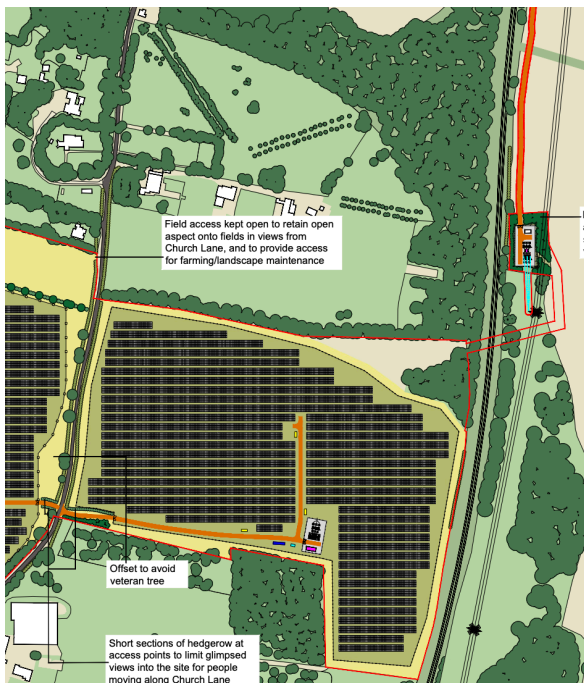 Field access kept open to retain open
aspect onto fields in views from
Church Lane, and to provide access
for farming/landscape maintenance
Offset to avoid
veteran tree
Short sections of hedgerow at
access points to limit glimpsed
views into the site for people
moving along Church Lane